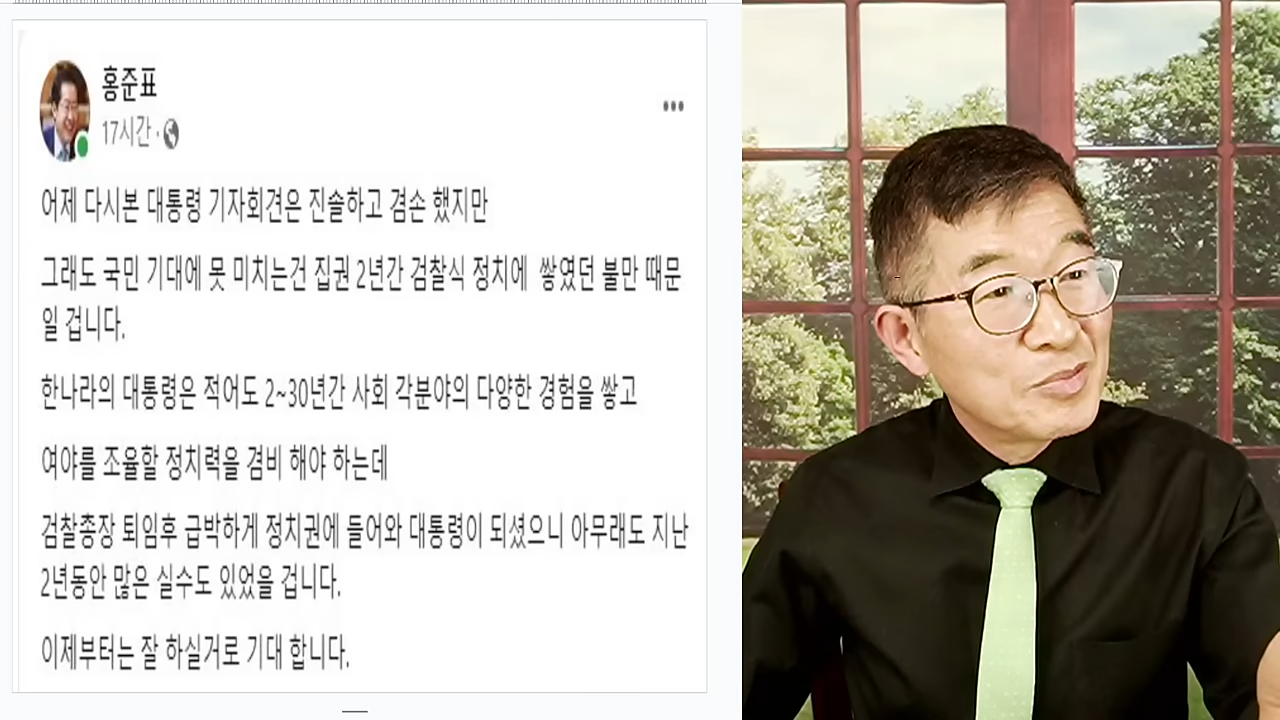 홍준표
17시간 ·
어제 다시본 대통령 기자회견은 진솔하고 겸손 했지만
그래도 국민 기대에 못 미치는건 집권 2년간 검찰식 정치에 쌓였던 불만 때문
일 겁니다.
한나라의 대통령은 적어도 2~30년간 사회 각분야의 다양한 경험을 쌓고
여야를 조율할 정치력을 겸비 해야 하는데
검찰총장 퇴임후 급박하게 정치권에 들어와 대통령이 되셨으니 아무래도 지난
2년동안 많은 실수도 있었을 겁니다.
이제부터는 잘 하실거로 기대 합니다.